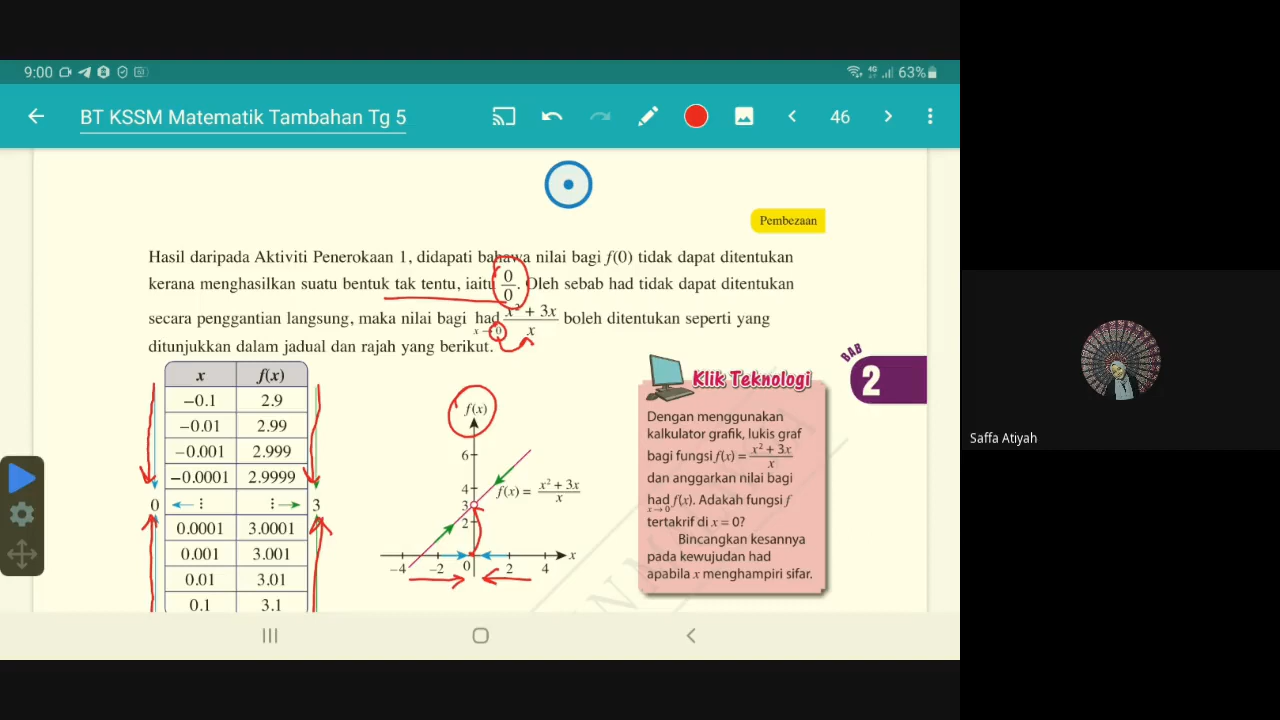 9:00
4G
63%
BT KSSM Matematik Tambahan Tg 5
46
Pembezaan
Hasil daripada Aktiviti Penerokaan 1, didapati bahawa nilai bagi f(0) tidak dapat ditentukan
kerana menghasilkan suatu bentuk tak tentu, iaitu 0/0. Oleh sebab had tidak dapat ditentukan
secara penggantian langsung, maka nilai bagi had x → 0 (x² + 3x)/x boleh ditentukan seperti yang
ditunjukkan dalam jadual dan rajah yang berikut.
x f(x)
−0.1 2.9
−0.01 2.99
−0.001 2.999
−0.0001 2.9999
0 ← ⋮ ⋮ → 3
0.0001 3.0001
0.001 3.001
0.01 3.01
0.1 3.1
f(x)
6
4
3
2
f(x) = (x² + 3x)/x
−4 −2 0 2 4 x
BAB
2
Klik Teknologi
Dengan menggunakan
kalkulator grafik, lukis graf
bagi fungsi f(x) = (x² + 3x)/x
dan anggarkan nilai bagi
had x → 0 f(x). Adakah fungsi f
tertakrif di x = 0?
Bincangkan kesannya
pada kewujudan had
apabila x menghampiri sifar.
Saffa Atiyah